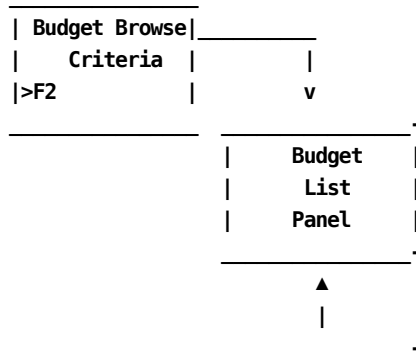 | Budget Browse|
|    Criteria  |         |
|>F2           |         v
|     Budget    |
|      List     |
|     Panel     |
▲
|